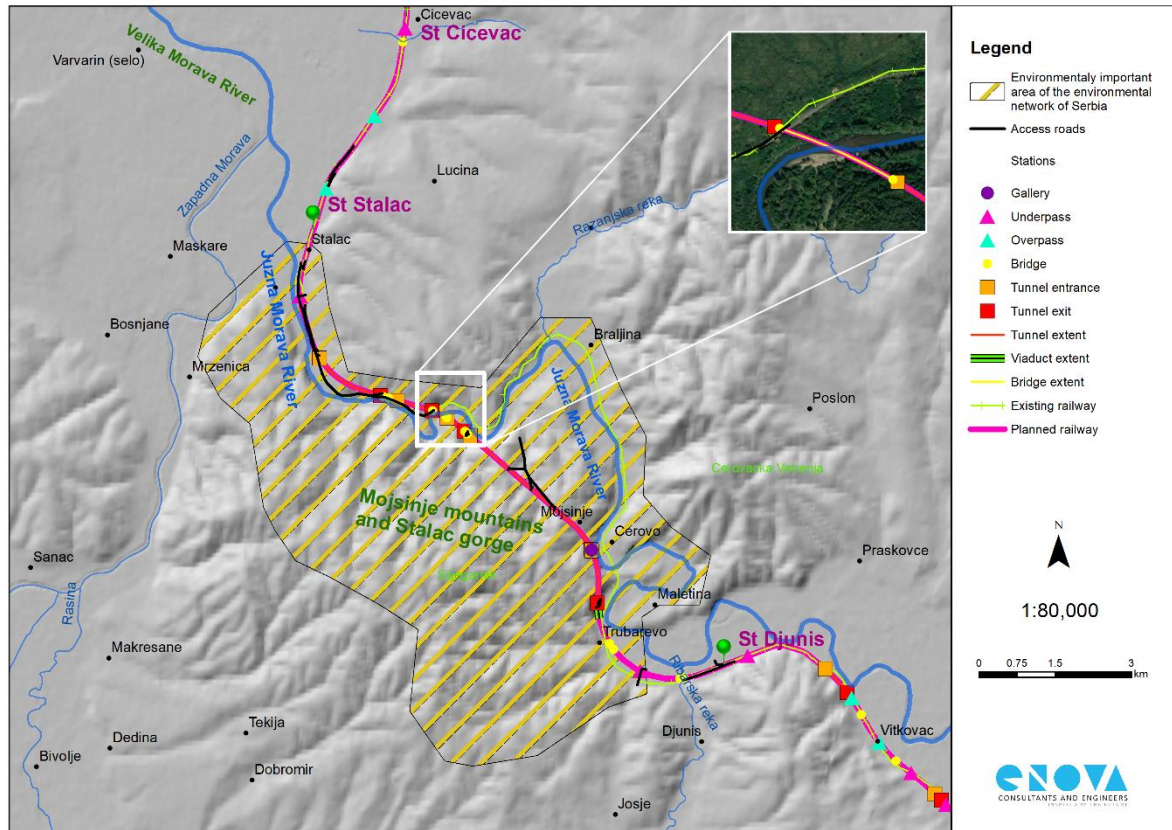 Cicevac
St Cicevac
Varvarin (selo)
Velika Morava River
Zapadna Morava
Lucina
St Stalac
Razanjska reka
Stalac
Maskare
Juzna Morava River
Bosnjane
Mrzenica
Braljina
Juzna Morava River
Poslon
Mojsinje mountains
and Stalac gorge
Mojsinje
Cerovo
Praskovce
Sanac
Rasina
Maletina
St Djunis
Trubarevo
Ribarska reka
Makresane
Tekija
Djunis
Vitkovac
Dedina
Bivolje
Dobromir
Josje
Legend
Environmentaly important
area of the environmental
network of Serbia
Access roads
Stations
Gallery
Underpass
Overpass
Bridge
Tunnel entrance
Tunnel exit
Tunnel extent
Viaduct extent
Bridge extent
Existing railway
Planned railway
N
1:80,000
0 0.75 1.5 3
km
enova
CONSULTANTS AND ENGINEERS